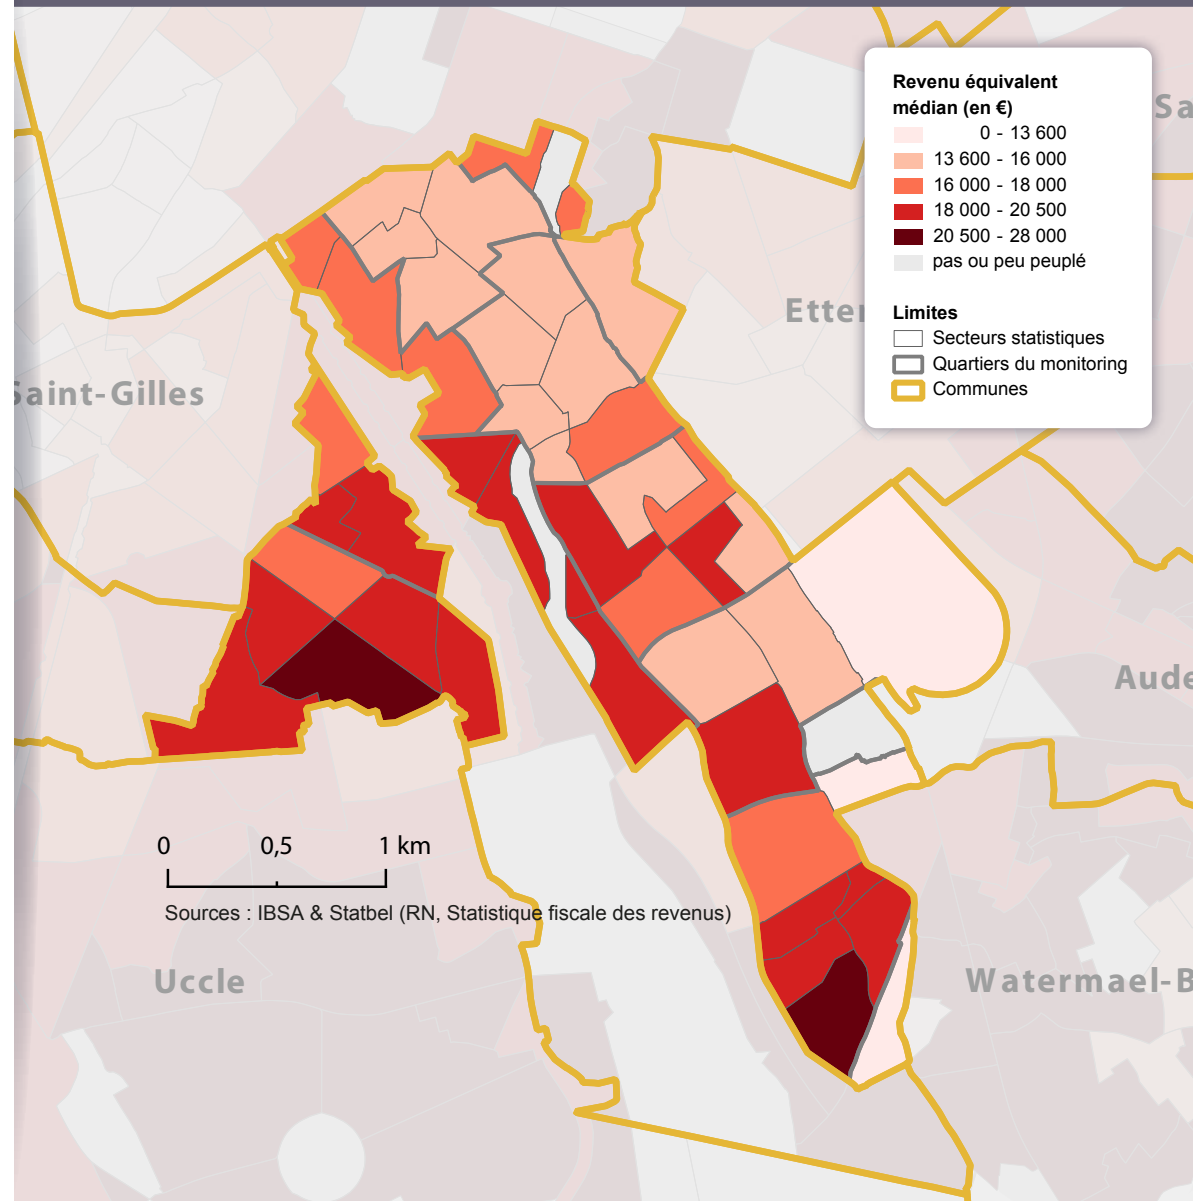 Revenu équivalent
médian (en €)
0 - 13 600
13 600 - 16 000
16 000 - 18 000
18 000 - 20 500
20 500 - 28 000
pas ou peu peuplé
Limites
Secteurs statistiques
Quartiers du monitoring
Communes
Sa
Etter
Saint-Gilles
Aude
0 0,5 1 km
Sources : IBSA & Statbel (RN, Statistique fiscale des revenus)
Uccle
Watermael-B